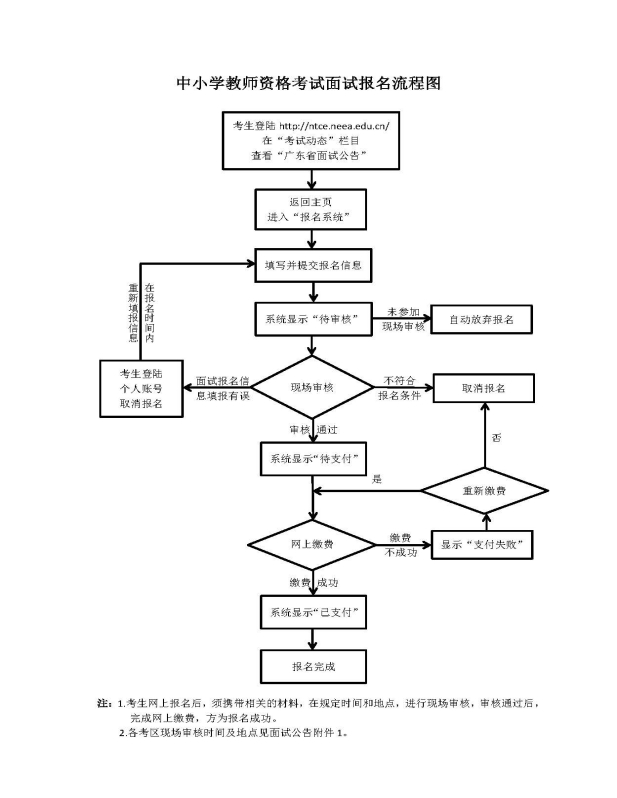 中小学教师资格考试面试报名流程图
考生登陆 http://ntce.neea.edu.cn/
在“考试动态”栏目
查看“广东省面试公告”
返回主页
进入“报名系统”
填写并提交报名信息
在报名时间内
重新填报信息
系统显示“待审核”
未参加
现场审核
自动放弃报名
考生登陆
个人账号
取消报名
面试报名信
息填报有误
现场审核
不符合
报名条件
取消报名
审核 通过
否
系统显示“待支付”
是
重新缴费
网上缴费
缴费
不成功
显示“支付失败”
缴费 成功
系统显示“已支付”
报名完成
注：1.考生网上报名后，须携带相关的材料，在规定时间和地点，进行现场审核，审核通过后，
完成网上缴费，方为报名成功。
2.各考区现场审核时间及地点见面试公告附件 1。